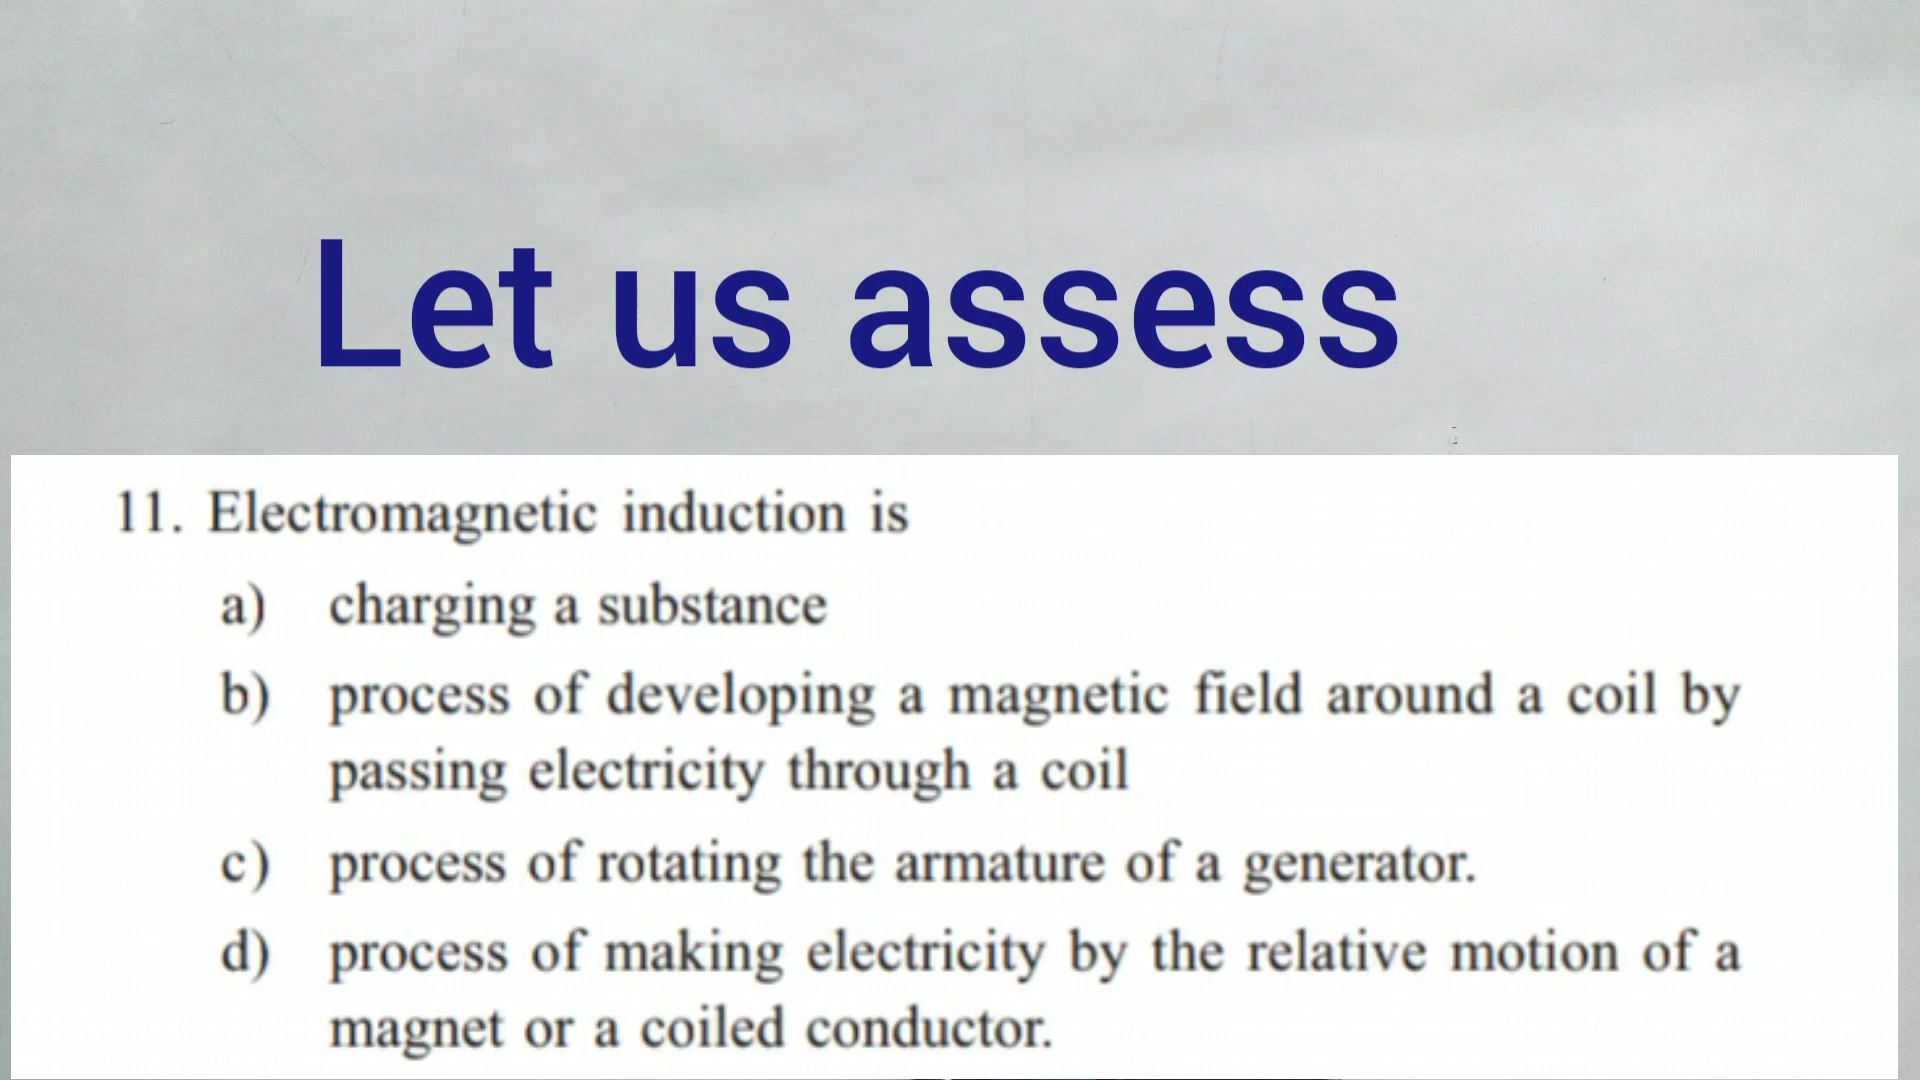 Let us assess
11. Electromagnetic induction is
a) charging a substance
b) process of developing a magnetic field around a coil by
passing electricity through a coil
c) process of rotating the armature of a generator.
d) process of making electricity by the relative motion of a
magnet or a coiled conductor.